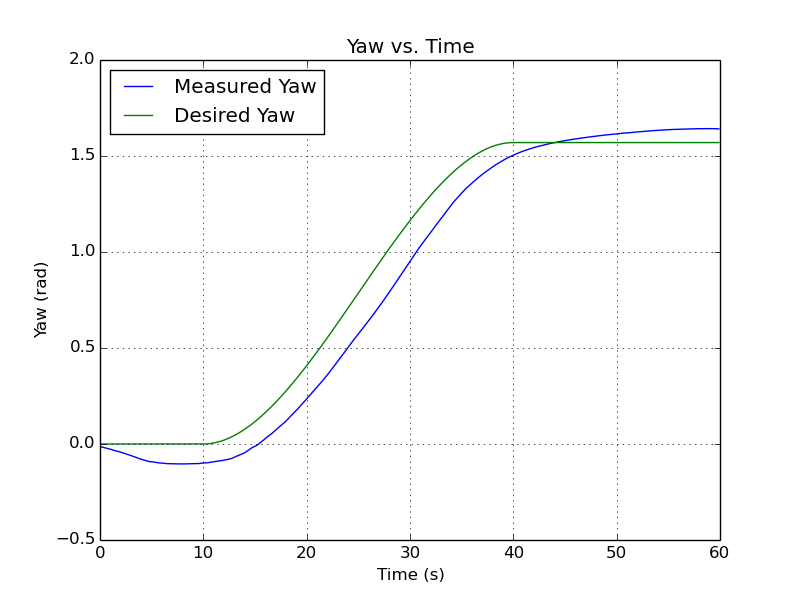 Yaw vs. Time
2.0
Measured Yaw
Desired Yaw
1.5
1.0
Yaw (rad)
0.5
0.0
−0.5
0 10 20 30 40 50 60
Time (s)